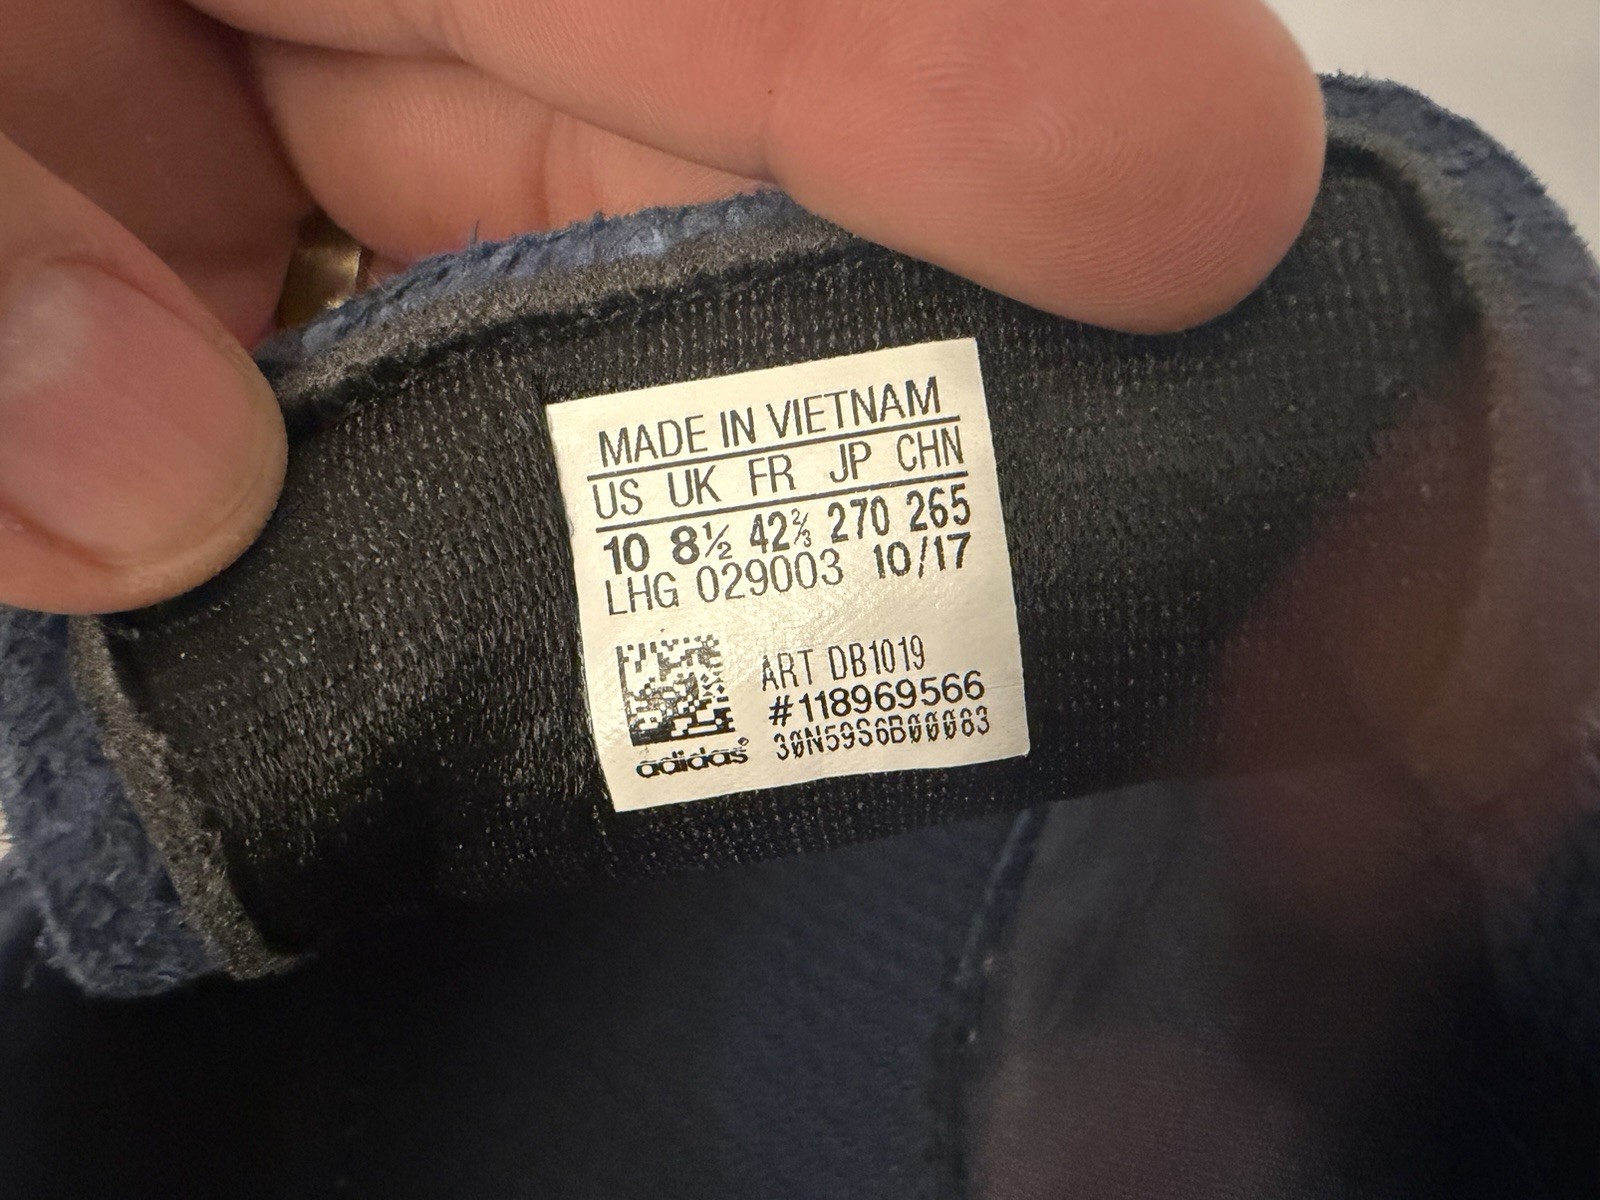 MADE IN VIETNAM
US UK FR JP CHN
10 8½ 42⅔ 270 265
LHG 029003 10/17
ART DB1019
#118969566
30N59S6B00083
adidas